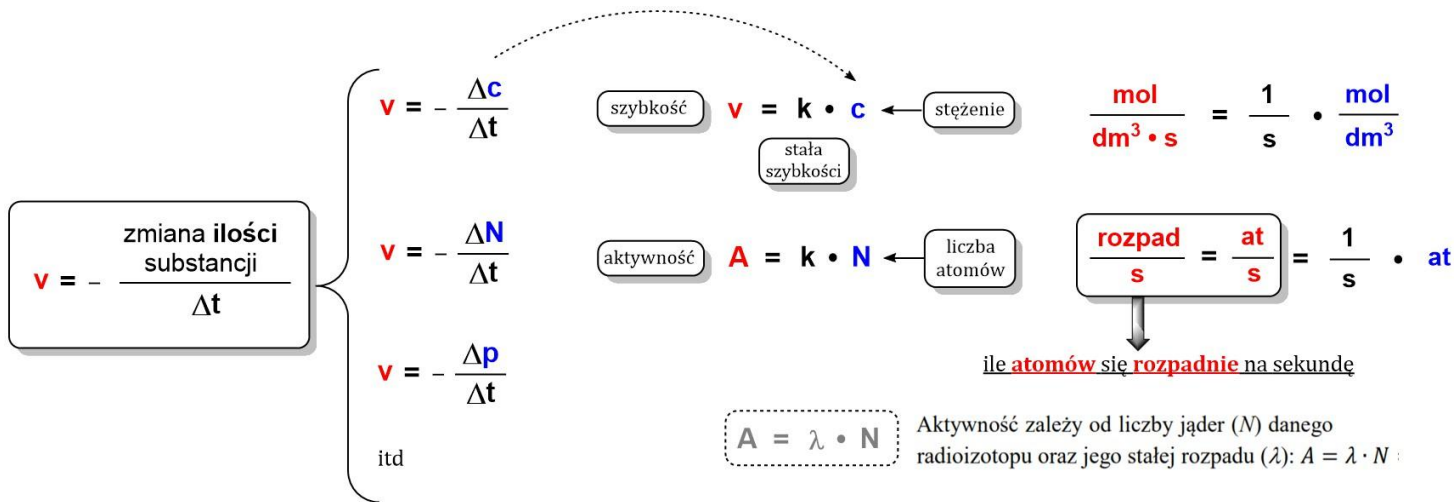 v = – zmiana ilości substancji / Δt
v = – Δc / Δt
v = – ΔN / Δt
v = – Δp / Δt
itd
szybkość v = k • c stężenie
stała
szybkości
aktywność A = k • N liczba
atomów
mol / dm³ • s = 1 / s • mol / dm³
rozpad / s = at / s = 1 / s • at
ile atomów się rozpadnie na sekundę
A = λ • N
Aktywność zależy od liczby jąder (N) danego
radioizotopu oraz jego stałej rozpadu (λ): A = λ · N